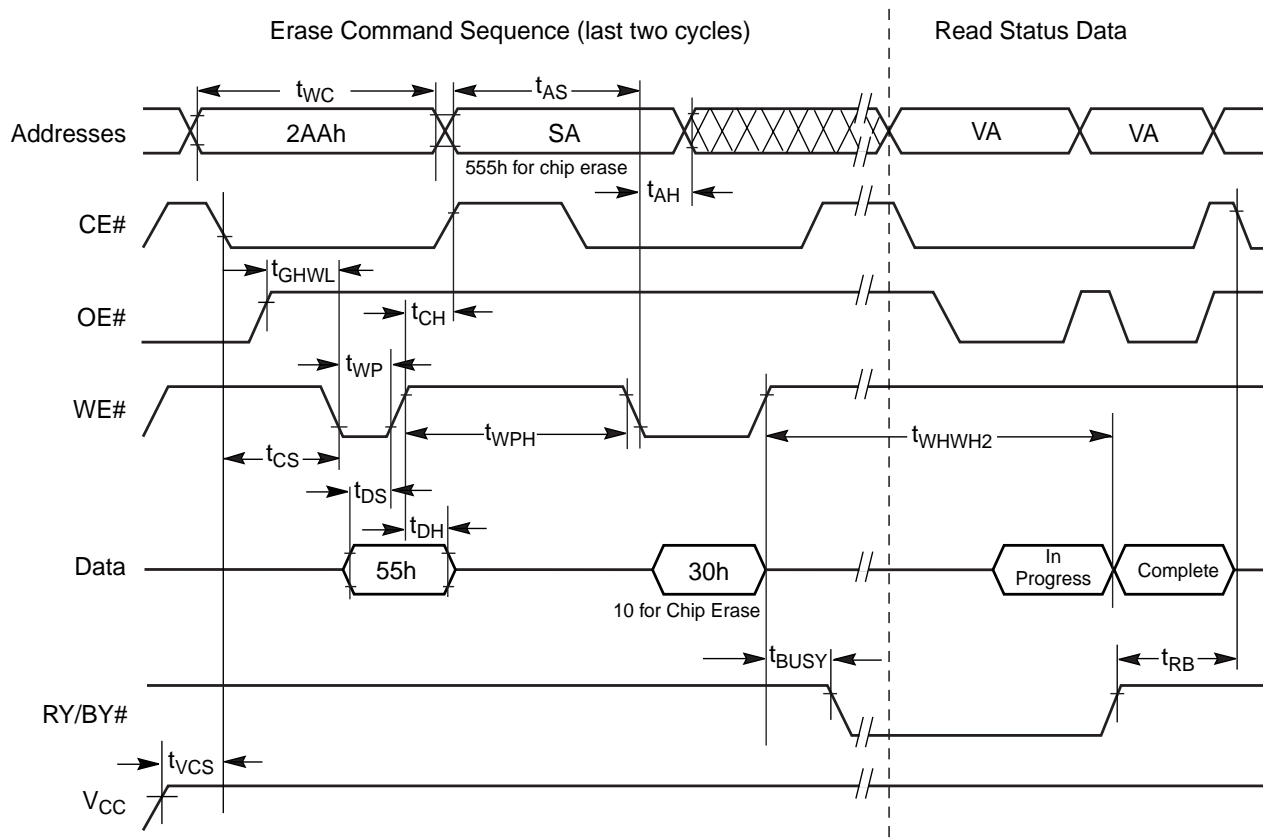 Erase Command Sequence (last two cycles)
Read Status Data
tWC
tAS
Addresses
2AAh
SA
VA
VA
555h for chip erase
tAH
CE#
tGHWL
OE#
tCH
tWP
WE#
tWPH
tWHWH2
tCS
tDS
tDH
Data
55h
30h
In
Progress
Complete
10 for Chip Erase
tBUSY
tRB
RY/BY#
tVCS
VCC